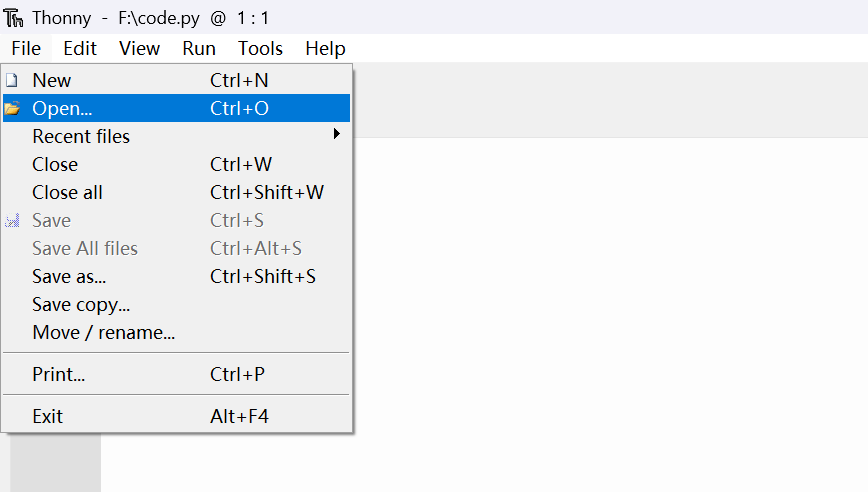 Thonny - F:\code.py @ 1 : 1
File Edit View Run Tools Help
New Ctrl+N
Open... Ctrl+O
Recent files
Close Ctrl+W
Close all Ctrl+Shift+W
Save Ctrl+S
Save All files Ctrl+Alt+S
Save as... Ctrl+Shift+S
Save copy...
Move / rename...
Print... Ctrl+P
Exit Alt+F4